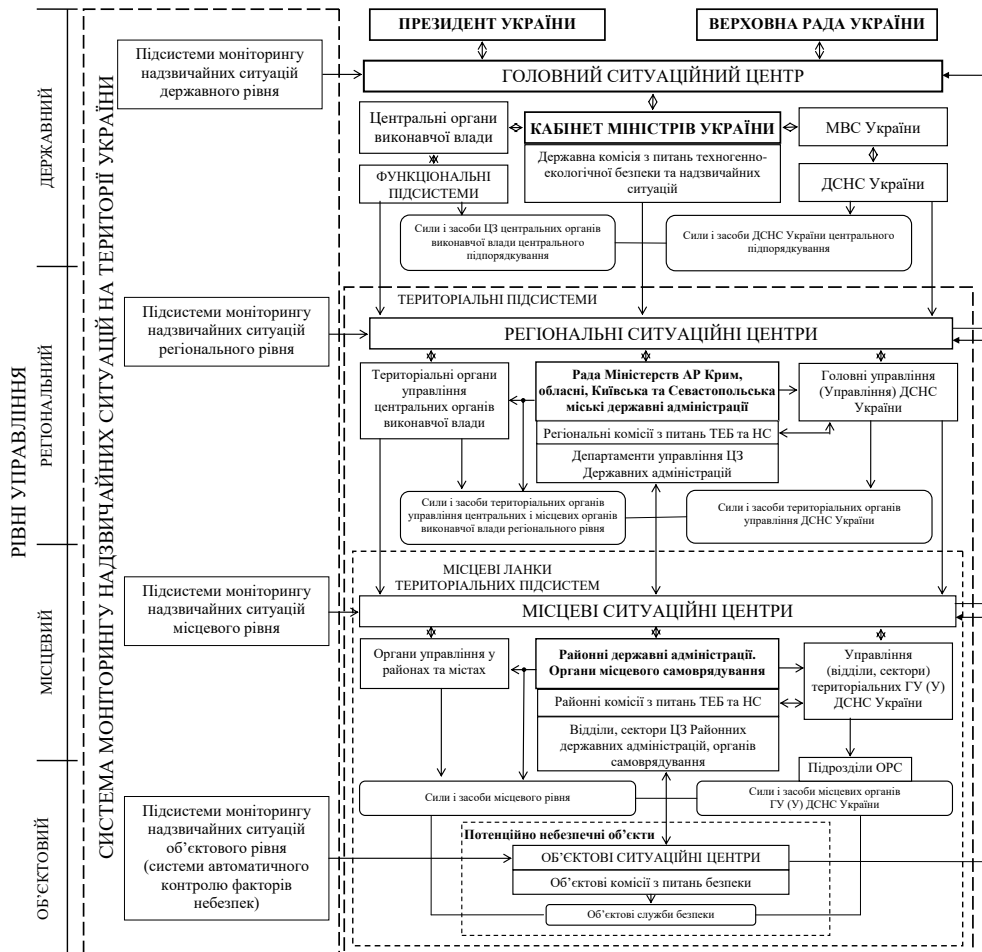 РІВНІ УПРАВЛІННЯ
ДЕРЖАВНИЙ
РЕГІОНАЛЬНИЙ
МІСЦЕВИЙ
ОБ’ЄКТОВИЙ
СИСТЕМА МОНІТОРИНГУ НАДЗВИЧАЙНИХ СИТУАЦІЙ НА ТЕРИТОРІЇ УКРАЇНИ
ПРЕЗИДЕНТ УКРАЇНИ
ВЕРХОВНА РАДА УКРАЇНИ
Підсистеми моніторингу
надзвичайних ситуацій
державного рівня
ГОЛОВНИЙ СИТУАЦІЙНИЙ ЦЕНТР
Центральні органи
виконавчої влади
КАБІНЕТ МІНІСТРІВ УКРАЇНИ
МВС України
Державна комісія з питань техногенно-
екологічної безпеки та надзвичайних
ситуацій
ФУНКЦІОНАЛЬНІ
ПІДСИСТЕМИ
ДСНС України
Сили і засоби ЦЗ центральних органів
виконавчої влади центрального
підпорядкування
Сили і засоби ДСНС України центрального
підпорядкування
ТЕРИТОРІАЛЬНІ ПІДСИСТЕМИ
Підсистеми моніторингу
надзвичайних ситуацій
регіонального рівня
РЕГІОНАЛЬНІ СИТУАЦІЙНІ ЦЕНТРИ
Територіальні органи
управління
центральних органів
виконавчої влади
Рада Міністерств АР Крим,
обласні, Київська та Севастопольська
міські державні адміністрації
Головні управління
(Управління) ДСНС
України
Регіональні комісії з питань ТЕБ та НС
Департаменти управління ЦЗ
Державних адміністрацій
Сили і засоби територіальних органів
управління центральних і місцевих органів
виконавчої влади регіонального рівня
Сили і засоби територіальних органів
управління ДСНС України
МІСЦЕВІ ЛАНКИ
ТЕРИТОРІАЛЬНИХ ПІДСИСТЕМ
Підсистеми моніторингу
надзвичайних ситуацій
місцевого рівня
МІСЦЕВІ СИТУАЦІЙНІ ЦЕНТРИ
Органи управління у
районах та містах
Районні державні адміністрації.
Органи місцевого самоврядування
Управління
(відділи, сектори)
територіальних ГУ (У)
ДСНС України
Районні комісії з питань ТЕБ та НС
Відділи, сектори ЦЗ Районних
державних адміністрацій, органів
самоврядування
Підрозділи ОРС
Сили і засоби місцевого рівня
Сили і засоби місцевих органів
ГУ (У) ДСНС України
Підсистеми моніторингу
надзвичайних ситуацій
об’єктового рівня
(системи автоматичного
контролю факторів
небезпек)
Потенційно небезпечні об’єкти
ОБ’ЄКТОВІ СИТУАЦІЙНІ ЦЕНТРИ
Об’єктові комісії з питань безпеки
Об’єктові служби безпеки